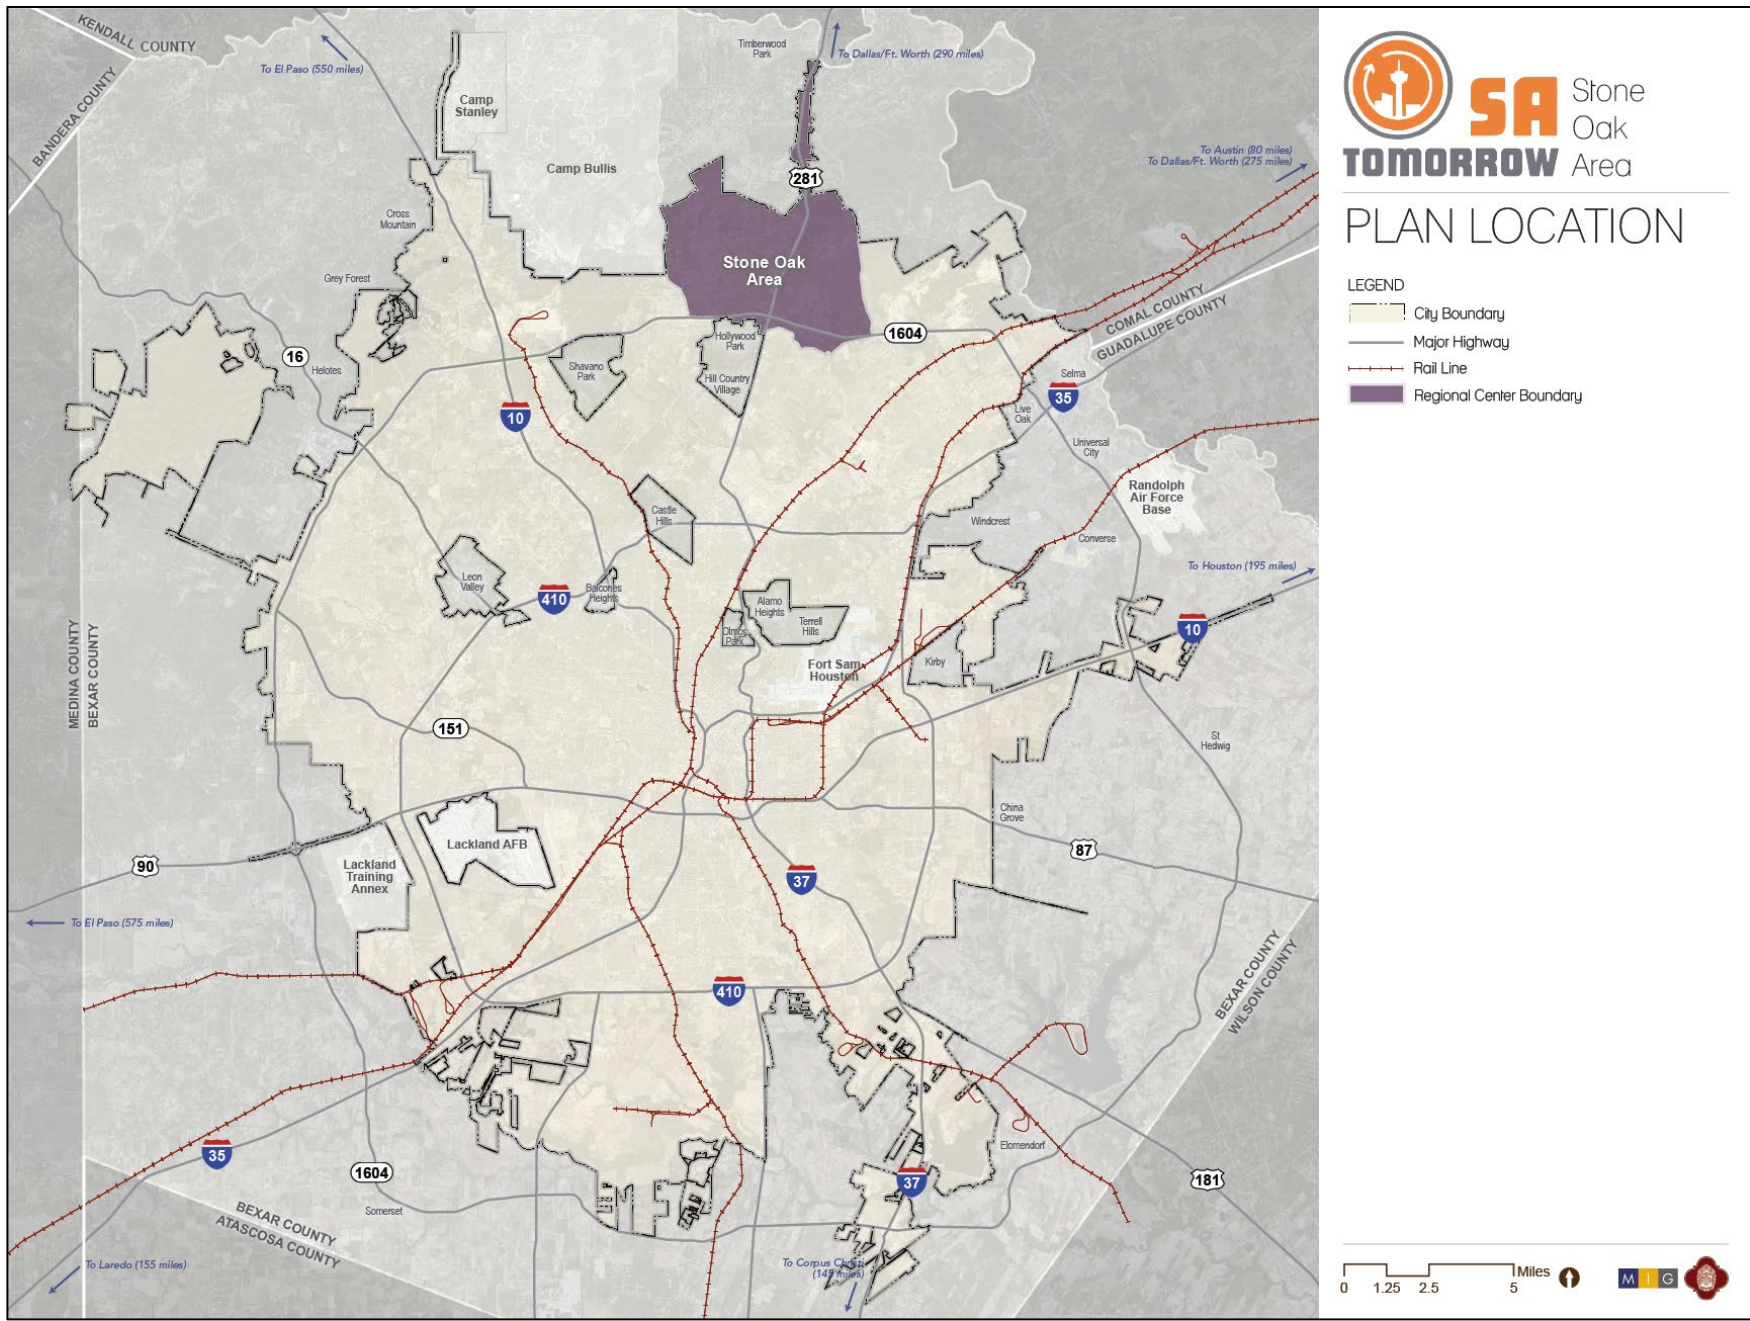 KENDALL COUNTY
BANDERA COUNTY
To El Paso (550 miles)
Timberwood
Park
To Dallas/Ft. Worth (290 miles)
Camp
Stanley
Camp Bullis
281
To Austin (80 miles)
To Dallas/Ft. Worth (275 miles)
Cross
Mountain
Grey Forest
Stone Oak
Area
COMAL COUNTY
GUADALUPE COUNTY
16
Helotes
Shavano
Park
Hollywood
Park
Hill Country
Village
1604
Selma
35
Live
Oak
Universal
City
10
Randolph
Air Force
Base
Castle
Hills
Windcrest
Converse
To Houston (195 miles)
Leon
Valley
410
Balcones
Heights
Alamo
Heights
Terrell
Hills
Olmos
Park
10
Fort Sam
Houston
Kirby
MEDINA COUNTY
BEXAR COUNTY
151
St
Hedwig
China
Grove
Lackland AFB
Lackland
Training
Annex
90
87
37
To El Paso (575 miles)
410
BEXAR COUNTY
WILSON COUNTY
35
1604
Elomendorf
37
181
Somerset
BEXAR COUNTY
ATASCOSA COUNTY
To Laredo (155 miles)
To Corpus Christi
(145 miles)
SA
TOMORROW
Stone
Oak
Area
PLAN LOCATION
LEGEND
City Boundary
Major Highway
Rail Line
Regional Center Boundary
Miles
0 1.25 2.5 5
M I G